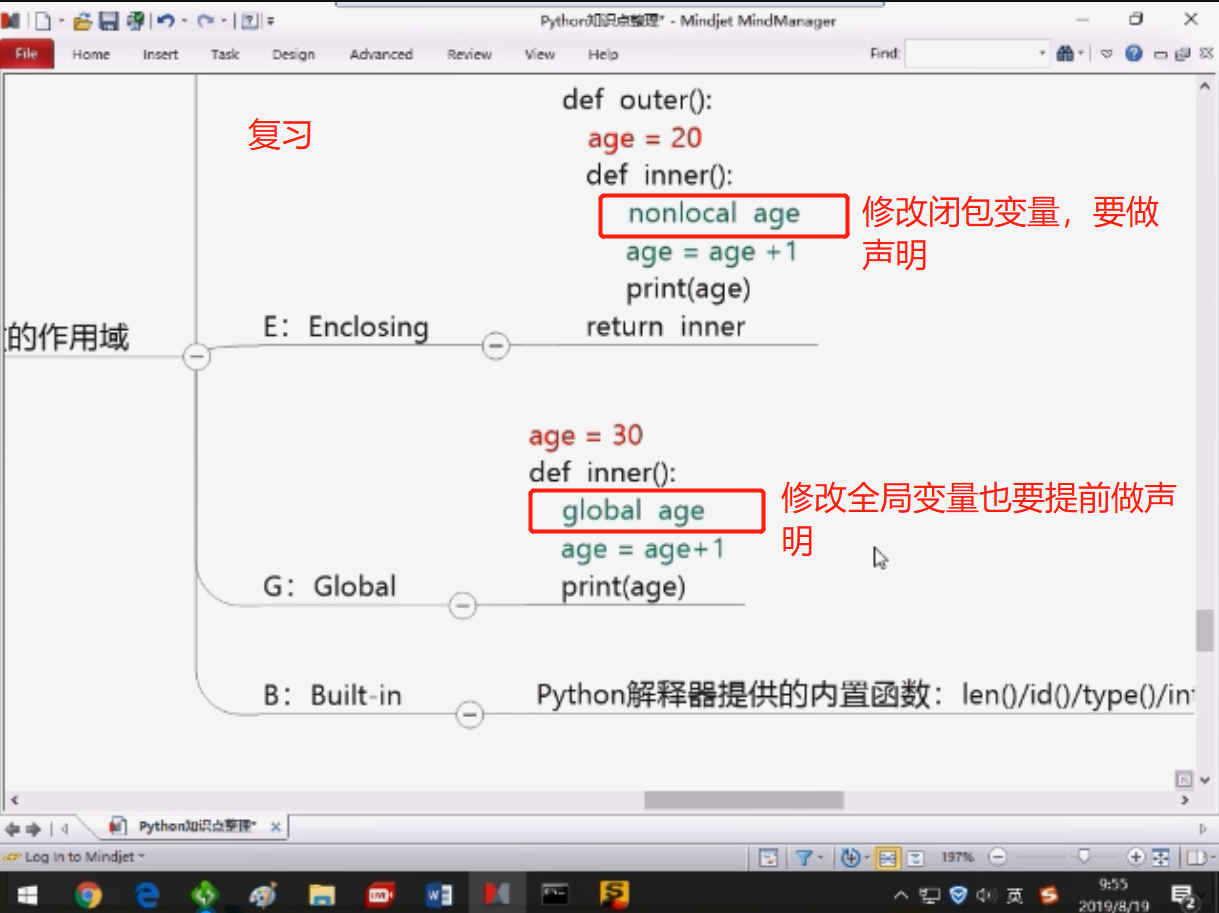 Python知识点整理* - Mindjet MindManager
File Home Insert Task Design Advanced Review View Help Find:
def outer():
复习
age = 20
def inner():
nonlocal age
修改闭包变量，要做
声明
age = age +1
print(age)
return inner
E：Enclosing
的作用域
age = 30
def inner():
global age
修改全局变量也要提前做声
明
age = age+1
print(age)
G：Global
B：Built-in
Python解释器提供的内置函数：len()/id()/type()/int
Python知识点整理*
Log In to Mindjet
197%
英
9:55
2019/8/19
2